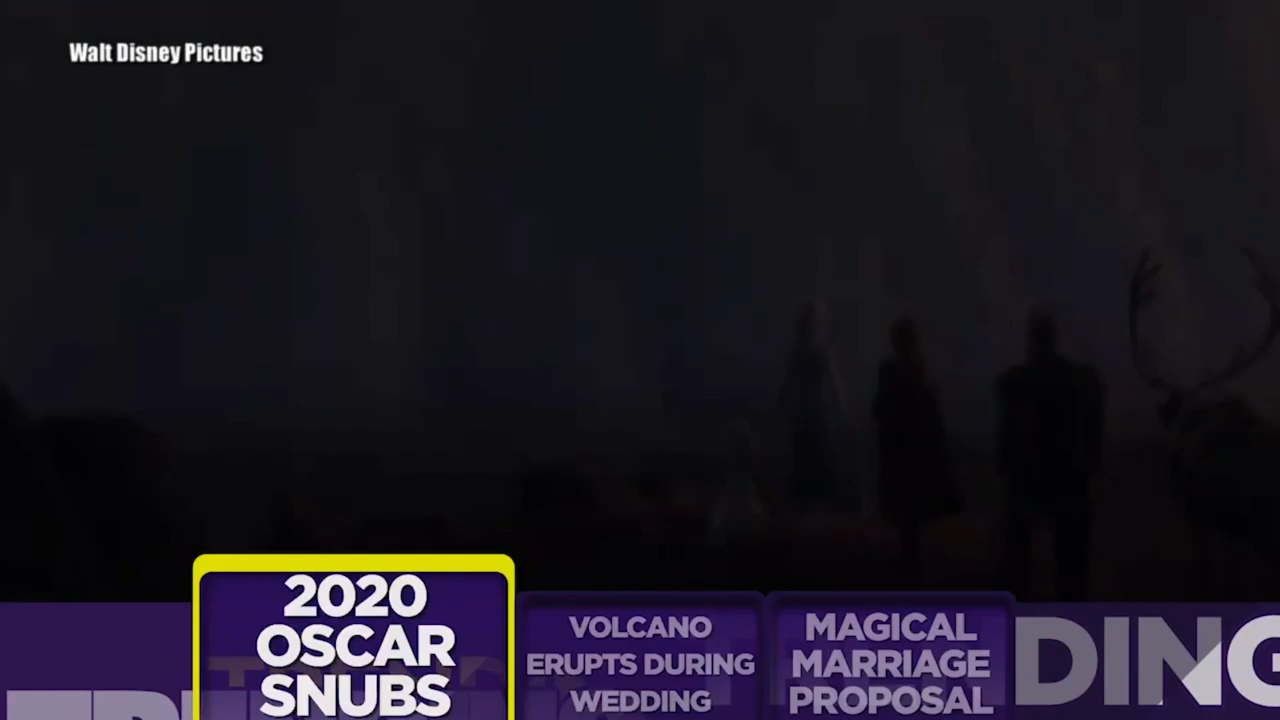 Walt Disney Pictures
2020
OSCAR
SNUBS
VOLCANO
ERUPTS DURING
WEDDING
MAGICAL
MARRIAGE
PROPOSAL
DING